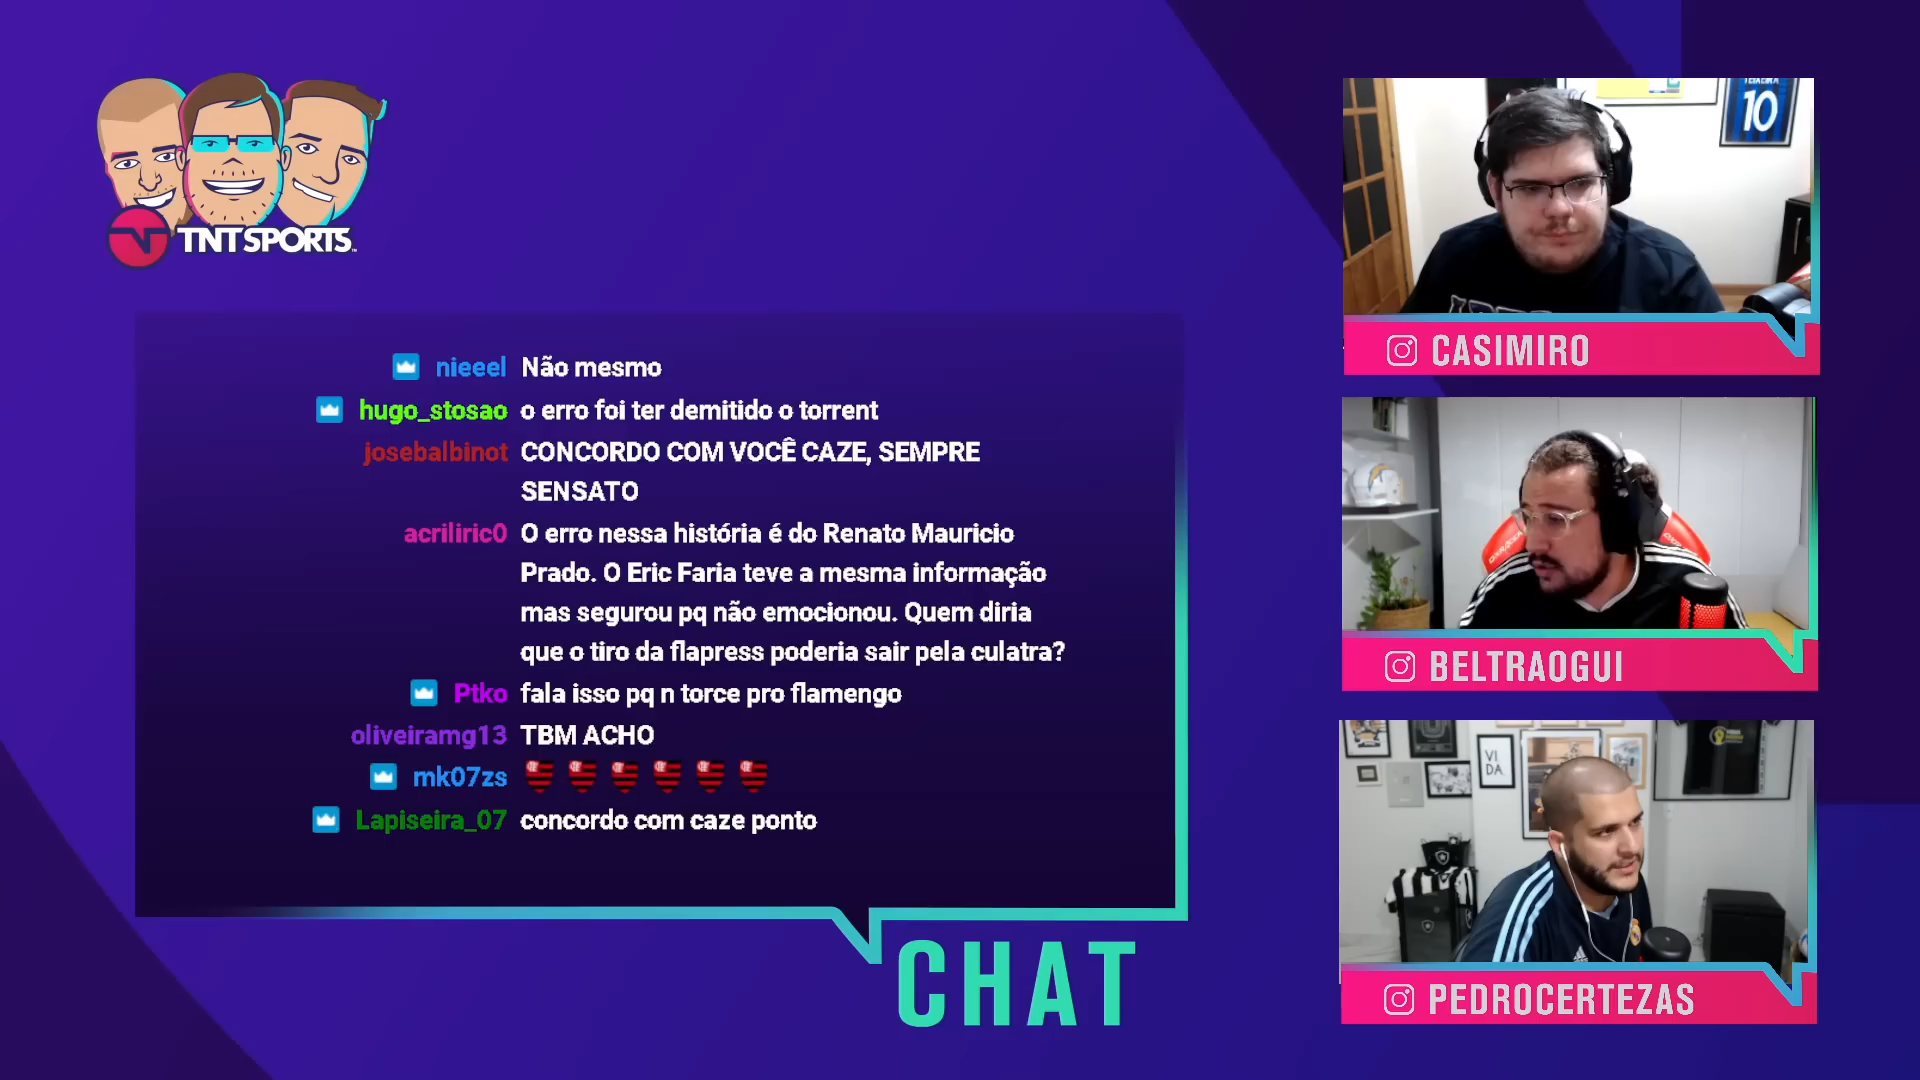 TNT SPORTS
nieeel Não mesmo
hugo_stosao o erro foi ter demitido o torrent
josebalbinot CONCORDO COM VOCÊ CAZE, SEMPRE
SENSATO
acriliric0 O erro nessa história é do Renato Mauricio
Prado. O Eric Faria teve a mesma informação
mas segurou pq não emocionou. Quem diria
que o tiro da flapress poderia sair pela culatra?
Ptko fala isso pq n torce pro flamengo
oliveiramg13 TBM ACHO
mk07zs
Lapiseira_07 concordo com caze ponto
CHAT
TEIXEIRA
10
CASIMIRO
BELTRAOGUI
VI
DA
PEDROCERTEZAS